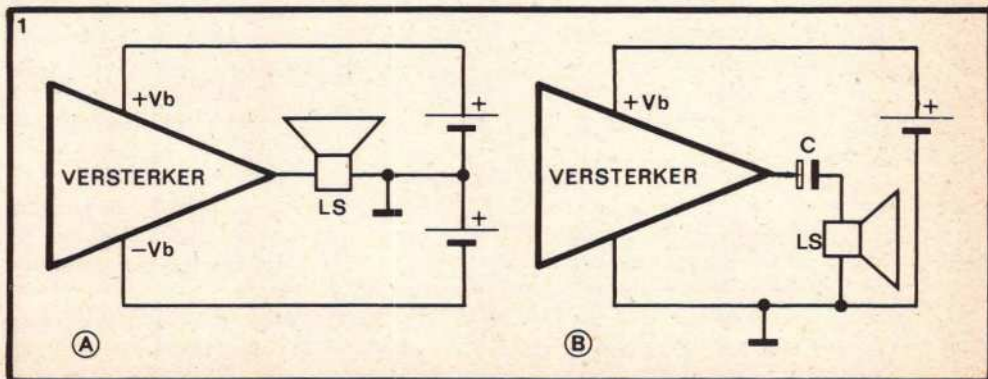 1
+Vb
+
VERSTERKER
LS
+
−Vb
A
+Vb
+
C
VERSTERKER
LS
B